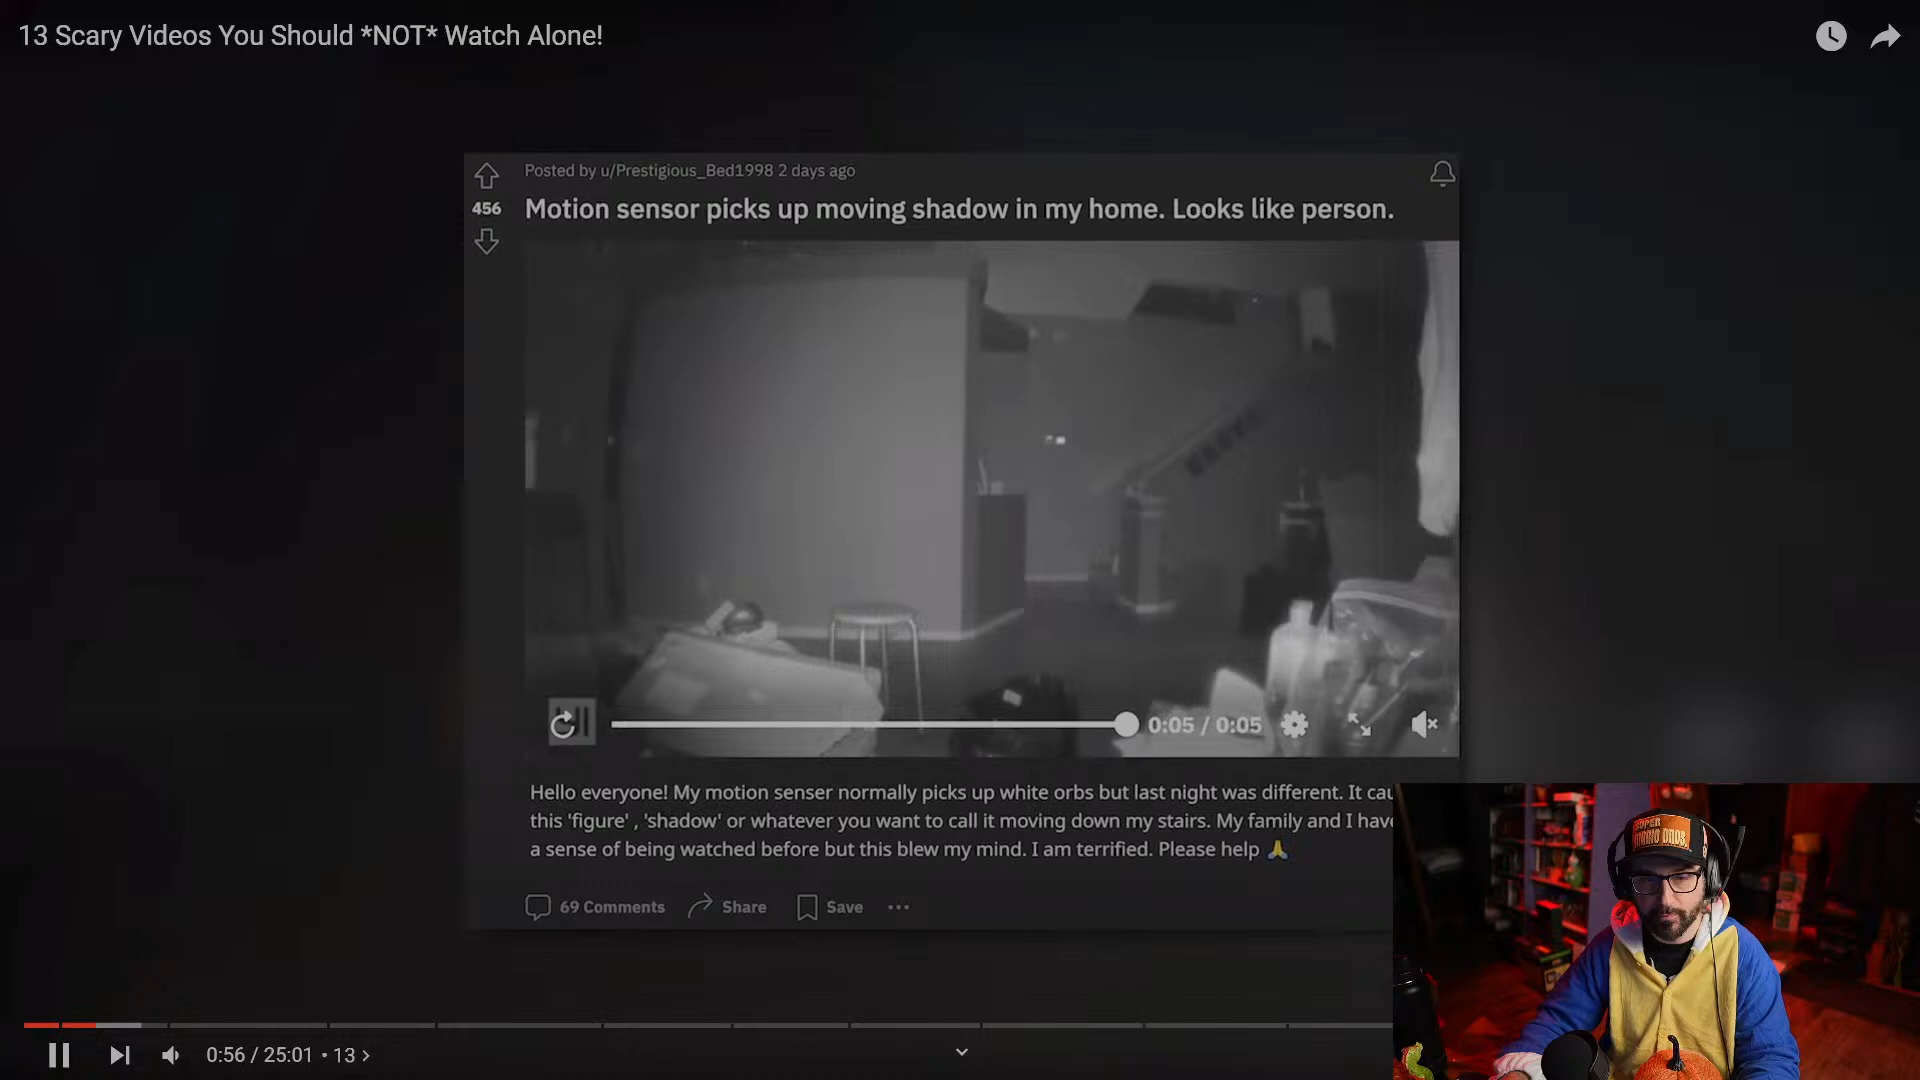 13 Scary Videos You Should *NOT* Watch Alone!
Posted by u/Prestigious_Bed1998 2 days ago
456
Motion sensor picks up moving shadow in my home. Looks like person.
0:05 / 0:05
Hello everyone! My motion senser normally picks up white orbs but last night was different. It cau
this 'figure' , 'shadow' or whatever you want to call it moving down my stairs. My family and I have
a sense of being watched before but this blew my mind. I am terrified. Please help 🙏
69 Comments Share Save
SUPER
MARIO BROS.
0:56 / 25:01 • 13 >